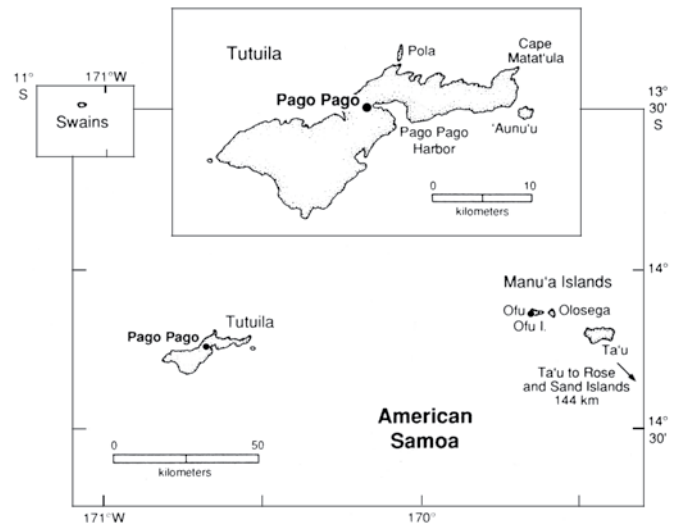 11°
S
171°W
Swains
Tutuila
Pola
Cape
Matat'ula
Pago Pago
Pago Pago
Harbor
'Aunu'u
0 10
kilometers
13°
30'
S
14°
Manu'a Islands
Ofu
Olosega
Ofu I.
Ta'u
Ta'u to Rose
and Sand Islands
144 km
Tutuila
Pago Pago
American
Samoa
14°
30'
0 50
kilometers
171°W
170°